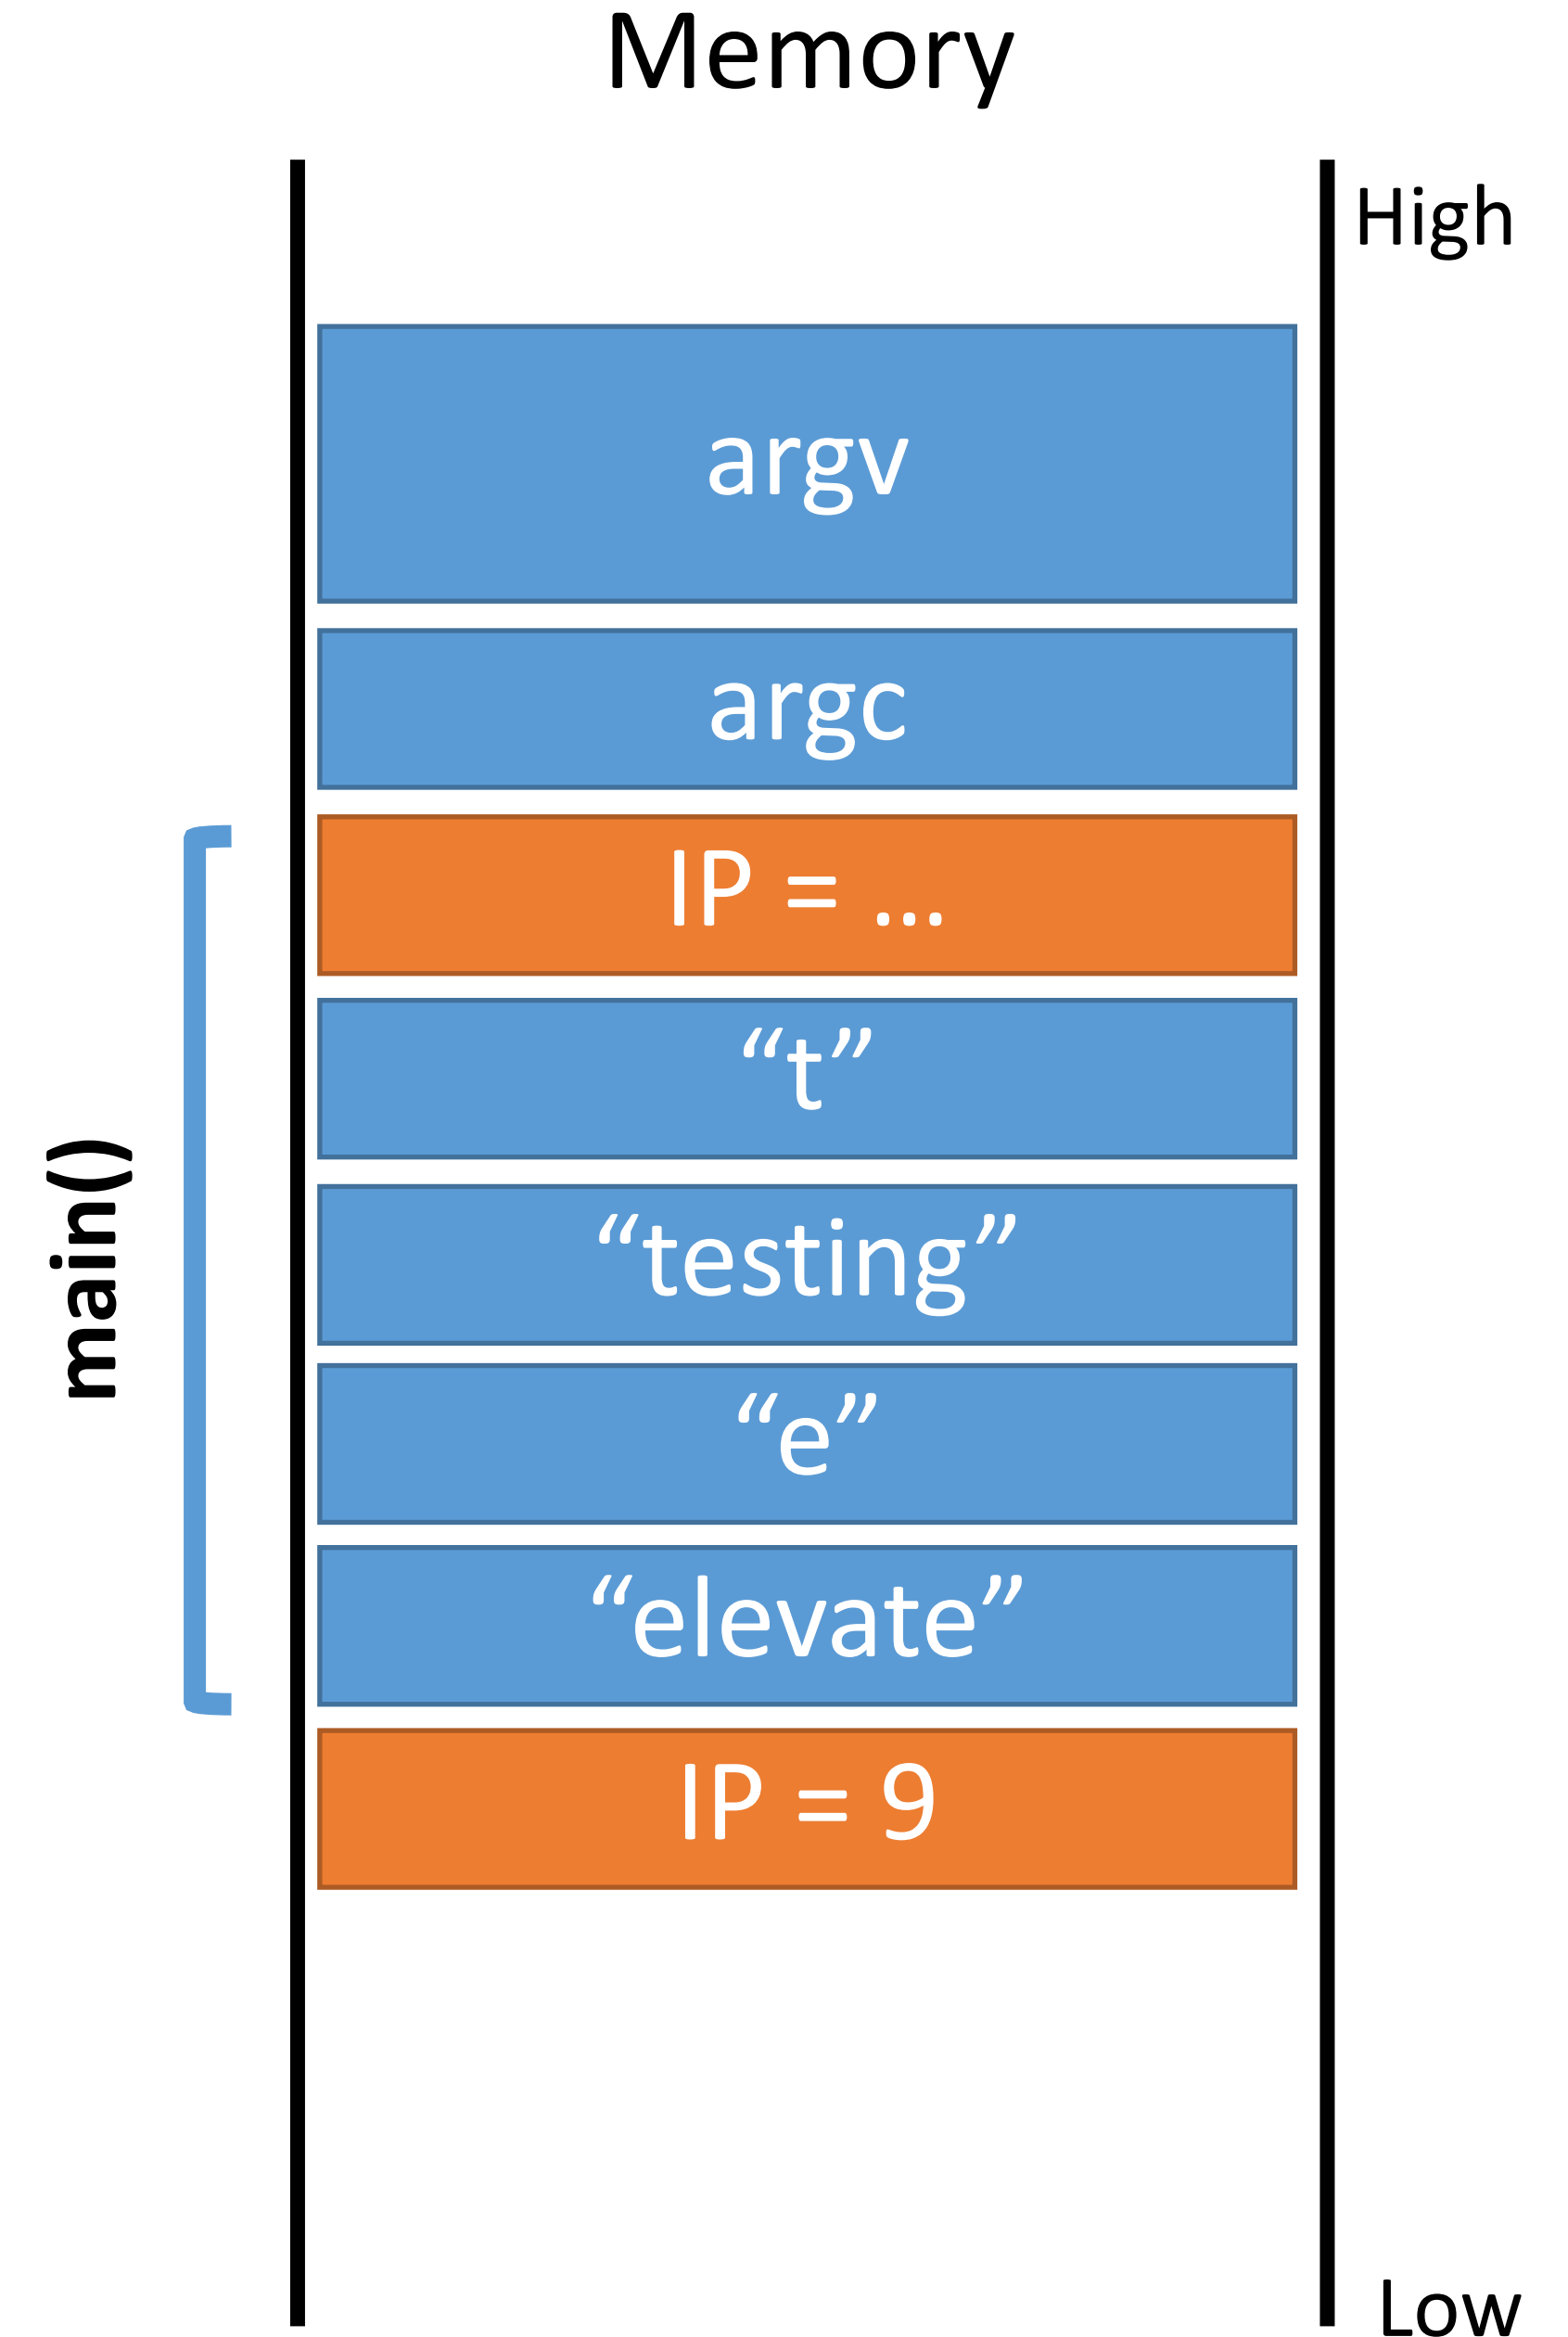 Memory
High
argv
argc
IP = …
“t”
main()
“testing”
“e”
“elevate”
IP = 9
Low